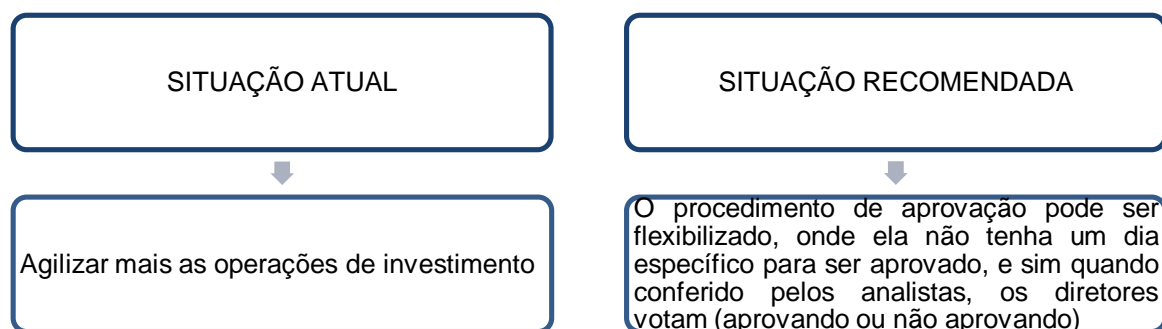 SITUAÇÃO ATUAL
Agilizar mais as operações de investimento
SITUAÇÃO RECOMENDADA
O procedimento de aprovação pode ser
flexibilizado, onde ela não tenha um dia
específico para ser aprovado, e sim quando
conferido pelos analistas, os diretores
votam (aprovando ou não aprovando)